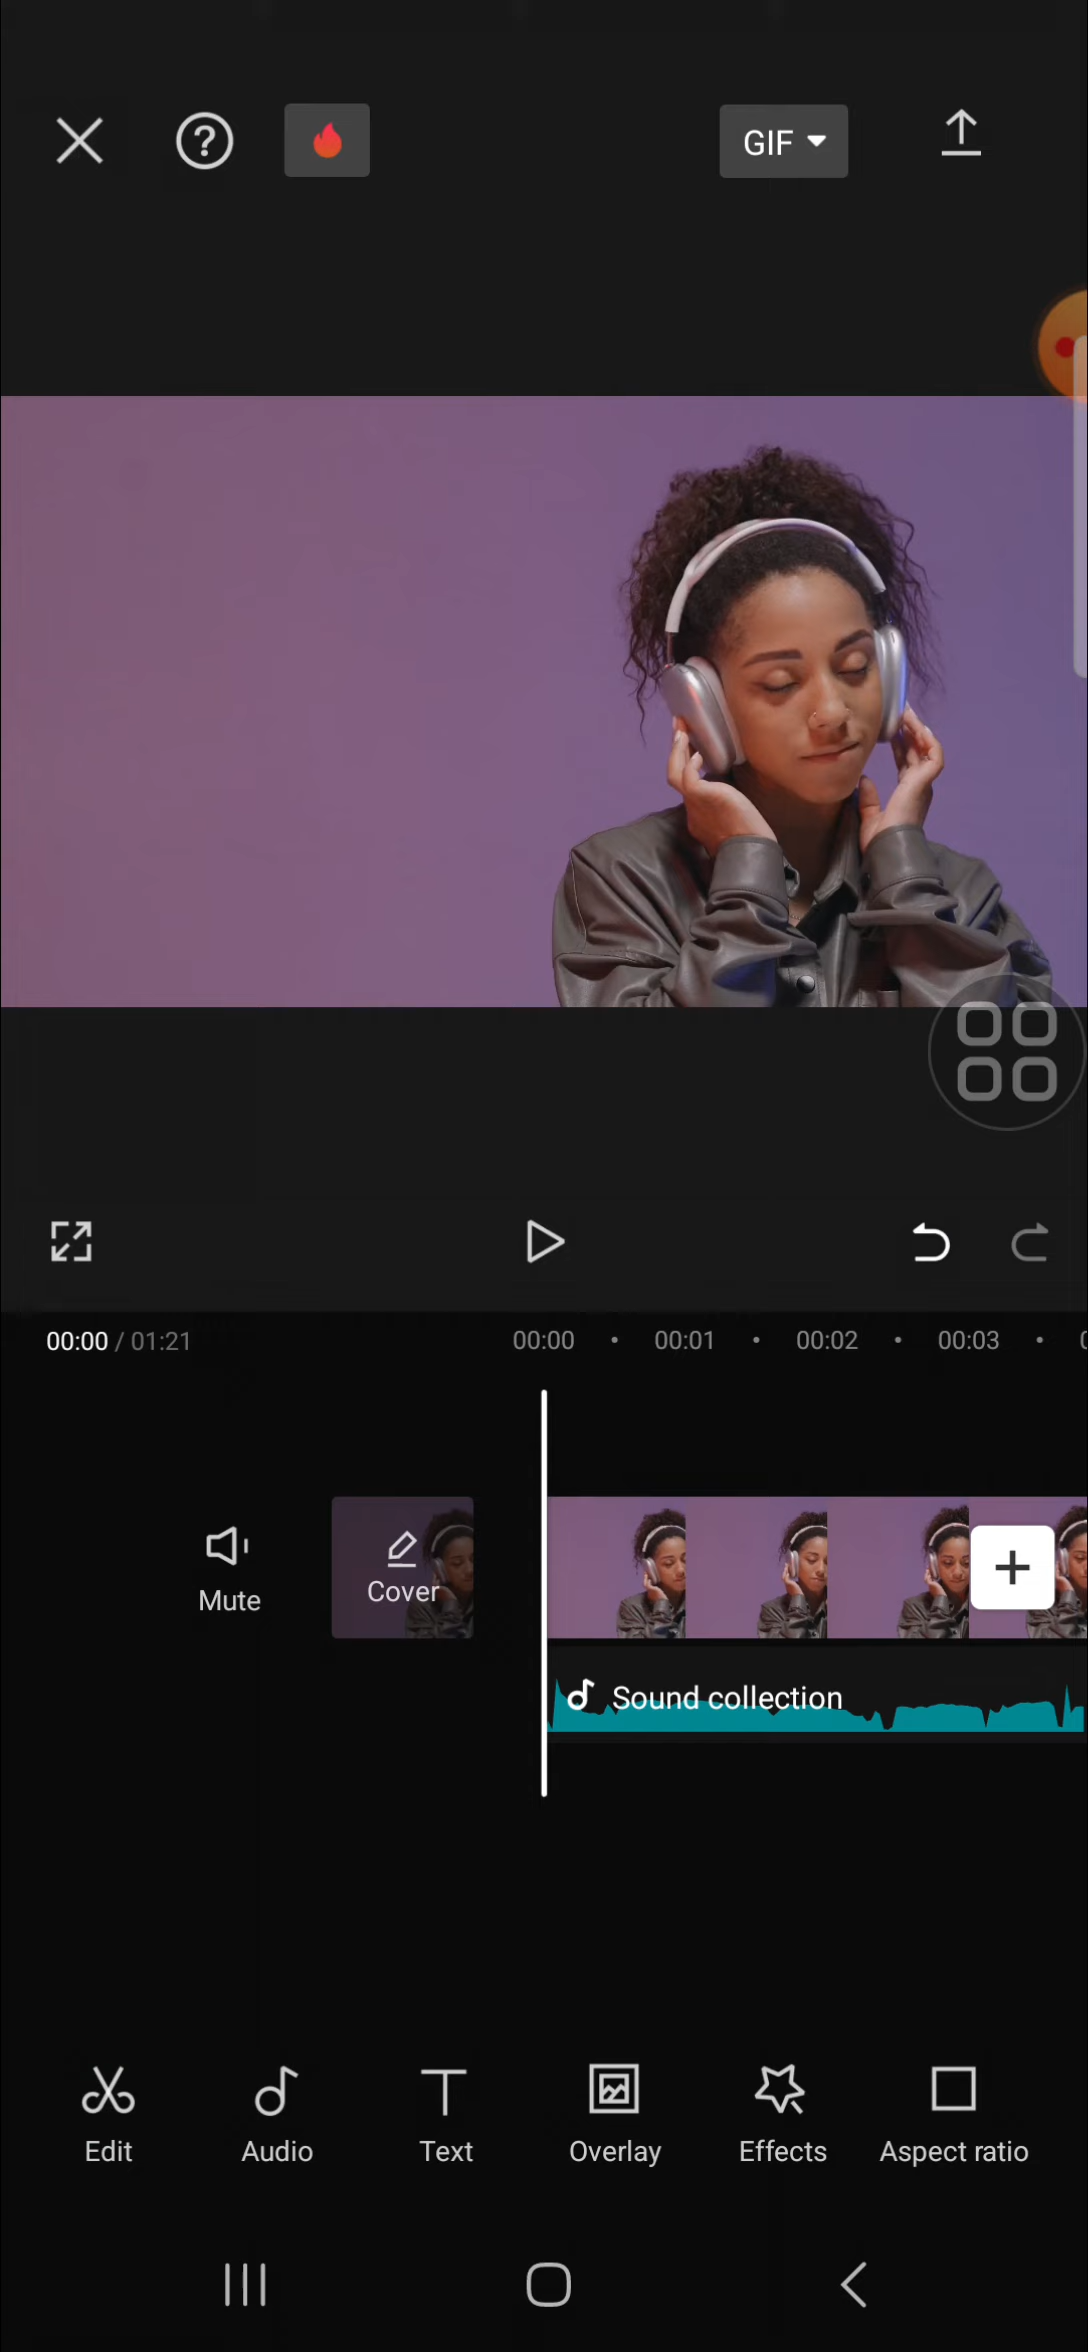 GIF
00:00 / 01:21
00:00 00:01 00:02 00:03
Mute
Cover
Sound collection
Edit Audio Text Overlay Effects Aspect ratio